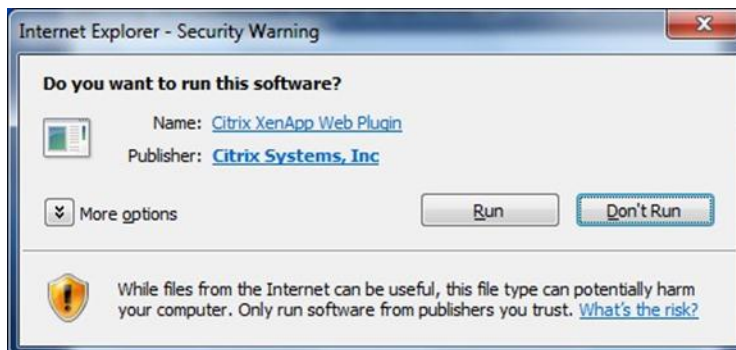 Internet Explorer - Security Warning
Do you want to run this software?
Name: Citrix XenApp Web Plugin
Publisher: Citrix Systems, Inc
More options
Run
Don't Run
While files from the Internet can be useful, this file type can potentially harm
your computer. Only run software from publishers you trust. What's the risk?